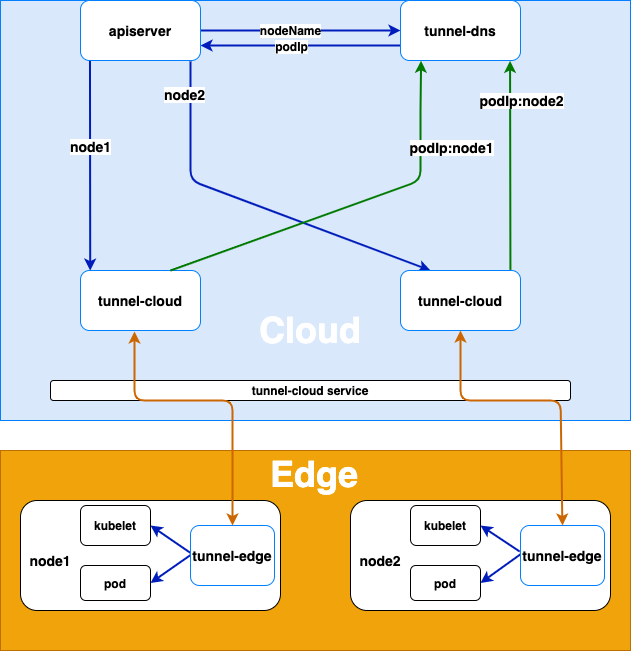 apiserver
nodeName
podIp
tunnel-dns
node2
podIp:node2
node1
podIp:node1
tunnel-cloud
tunnel-cloud
Cloud
tunnel-cloud service
Edge
kubelet
node1
tunnel-edge
pod
kubelet
node2
tunnel-edge
pod